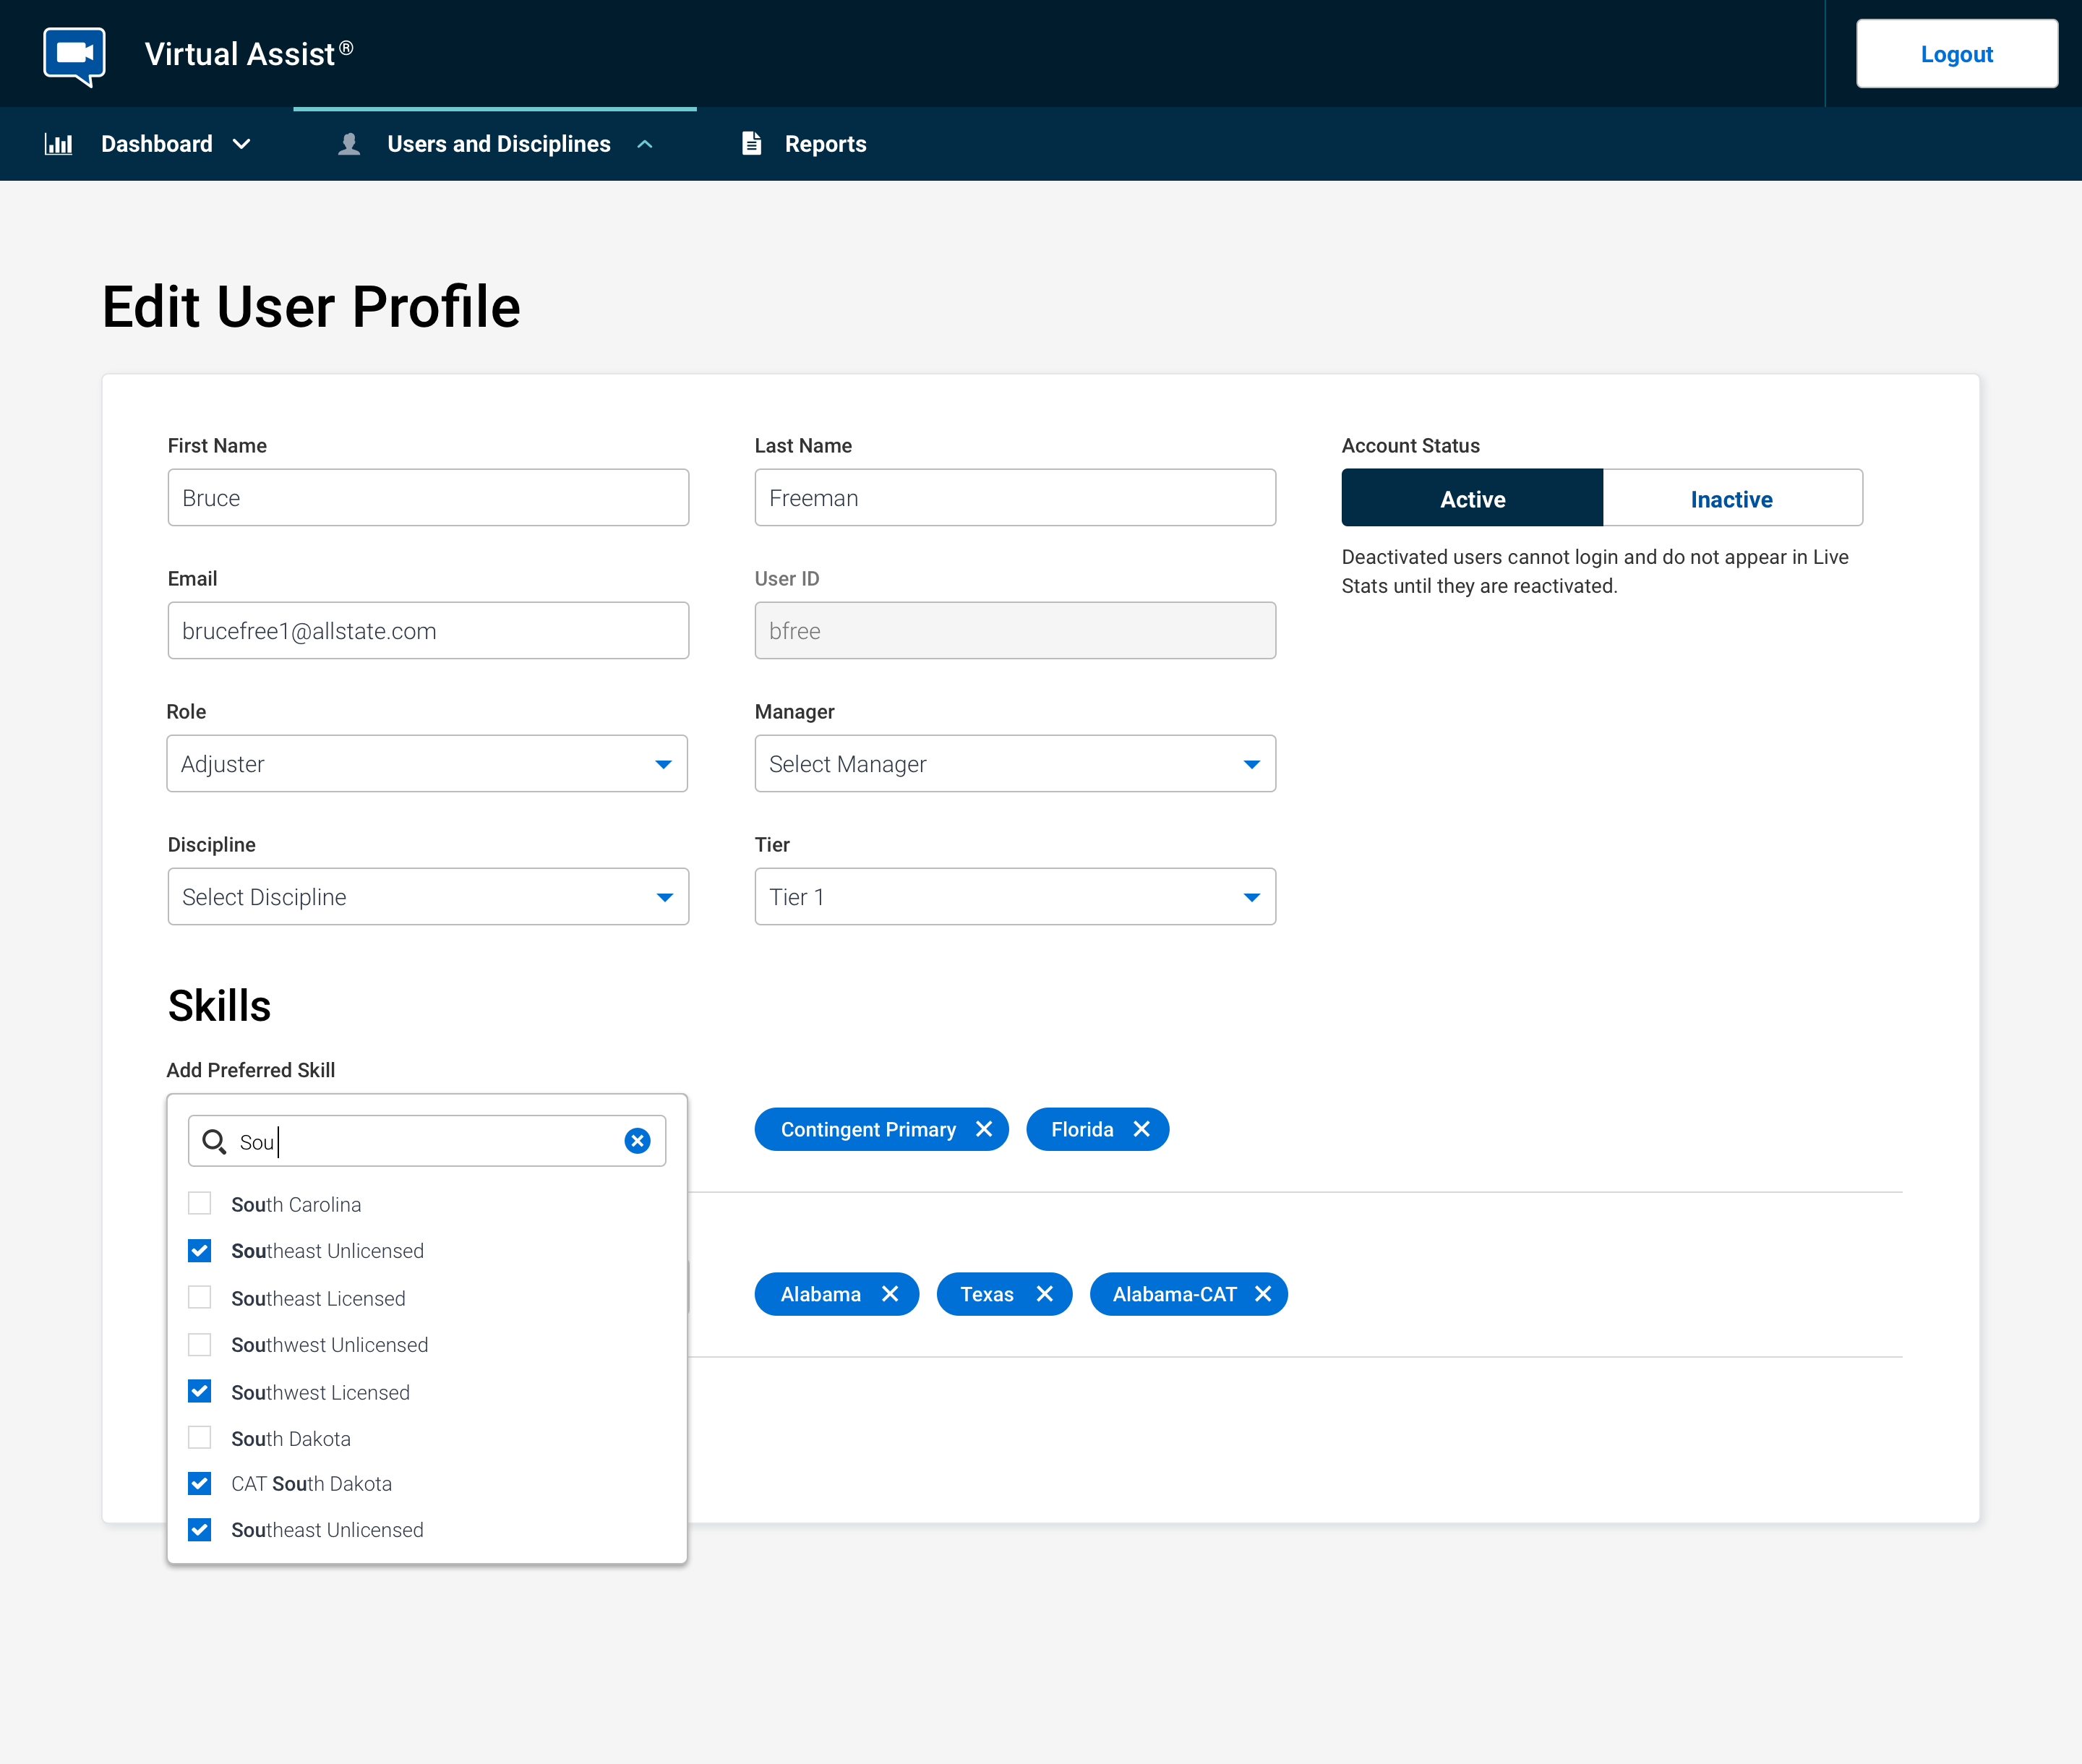 Virtual Assist®
Logout
Dashboard
Users and Disciplines
Reports
Edit User Profile
First Name
Last Name
Account Status
Bruce
Freeman
Active
Inactive
Deactivated users cannot login and do not appear in Live
Stats until they are reactivated.
Email
User ID
brucefree1@allstate.com
bfree
Role
Manager
Adjuster
Select Manager
Discipline
Tier
Select Discipline
Tier 1
Skills
Add Preferred Skill
Sou
Contingent Primary
Florida
South Carolina
Southeast Unlicensed
Southeast Licensed
Alabama
Texas
Alabama-CAT
Southwest Unlicensed
Southwest Licensed
South Dakota
CAT South Dakota
Southeast Unlicensed